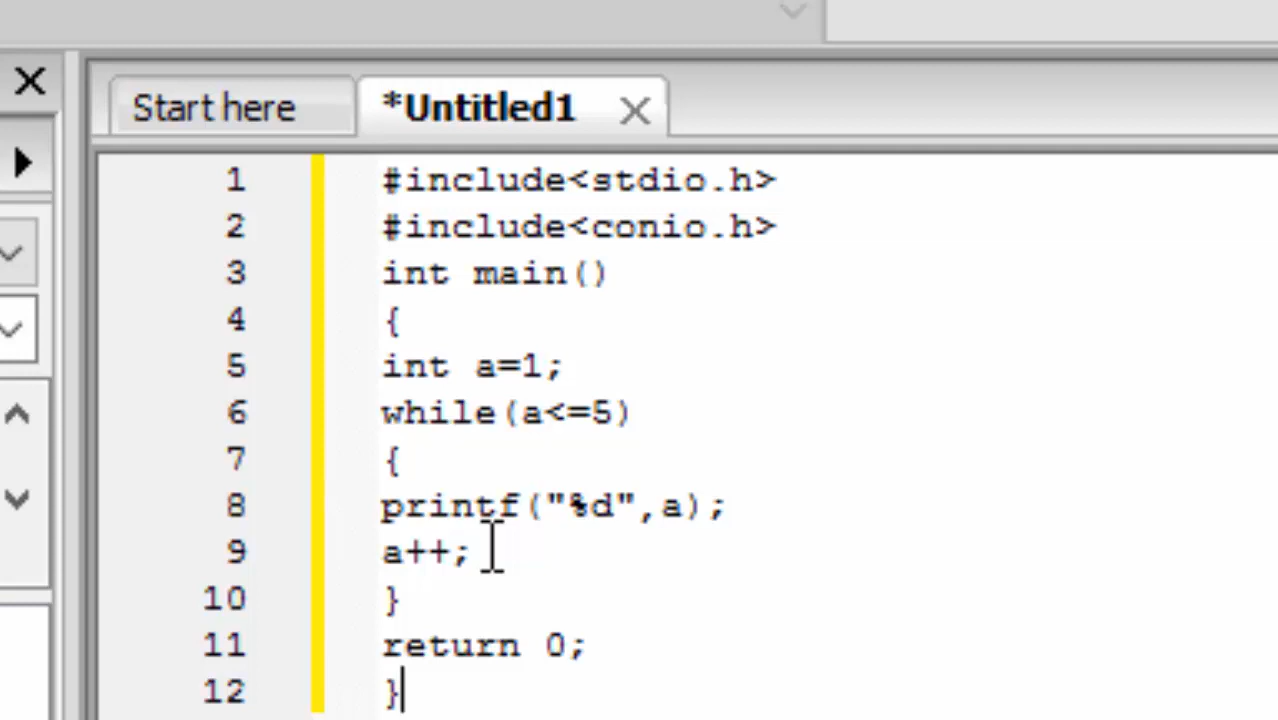 Start here
*Untitled1
1 #include<stdio.h>
2 #include<conio.h>
3 int main()
4 {
5 int a=1;
6 while(a<=5)
7 {
8 printf("%d",a);
9 a++;
10 }
11 return 0;
12 }